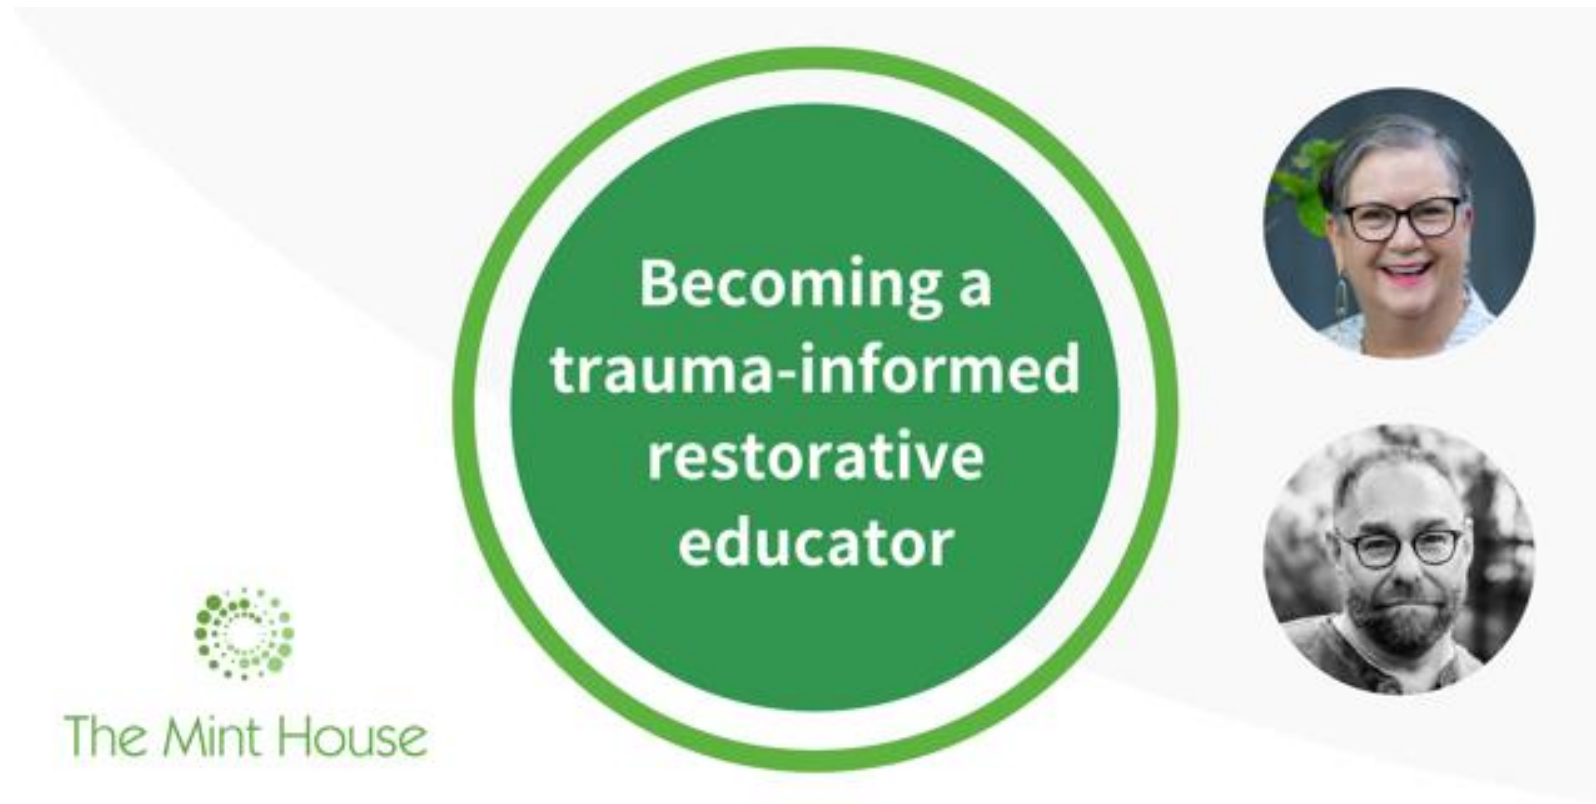 Becoming a
trauma-informed
restorative
educator
The Mint House